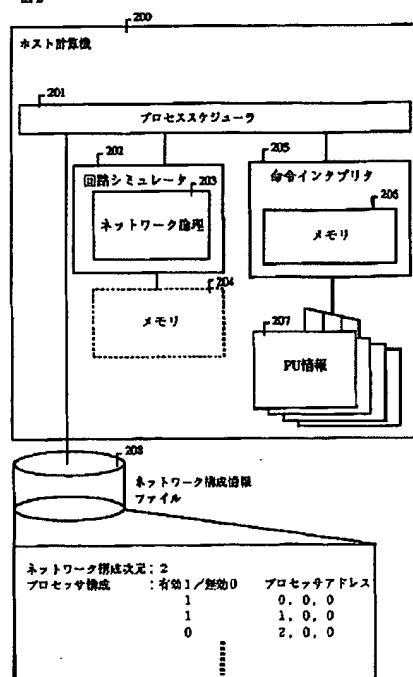 200
ホスト計算機
201
プロセススケジューラ
202
205
回路シミュレータ
203
命令インタプリタ
206
ネットワーク論理
メモリ
204
メモリ
207
PU情報
208
ネットワーク構成情報
ファイル
ネットワーク構成次元:2
プロセッサ構成 :有効1/無効0 プロセッサアドレス
1 0, 0, 0
1 1, 0, 0
0 2, 0, 0